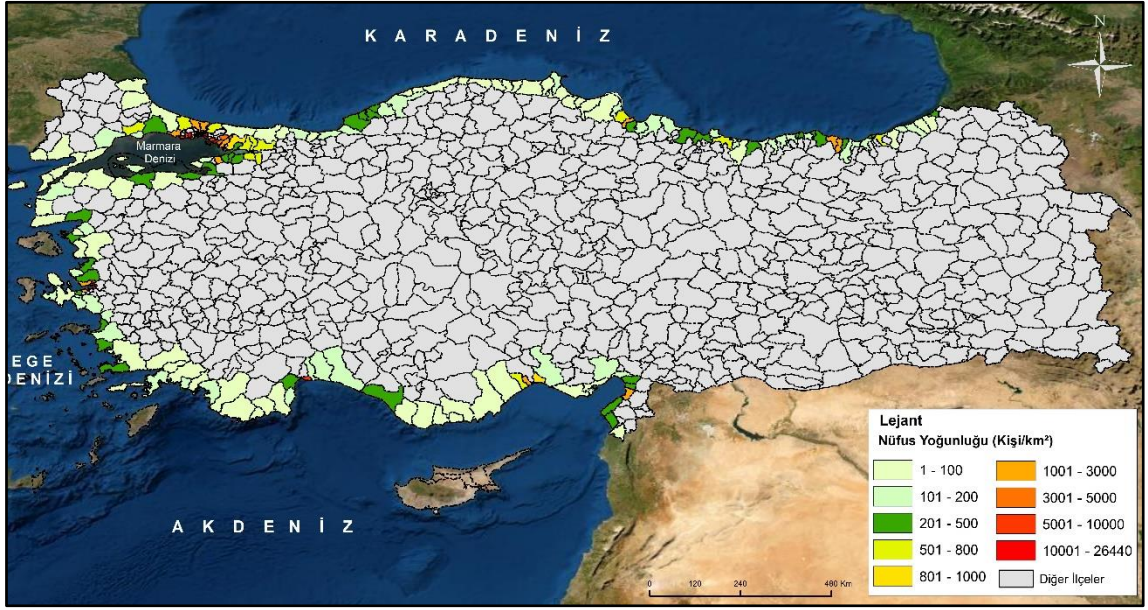 K A R A D E N İ Z
N
Marmara
Denizi
EGE
DENİZİ
A K D E N İ Z
Lejant
Nüfus Yoğunluğu (Kişi/km²)
1 - 100
101 - 200
201 - 500
501 - 800
801 - 1000
1001 - 3000
3001 - 5000
5001 - 10000
10001 - 26440
Diğer İlçeler
0 120 240 480 Km